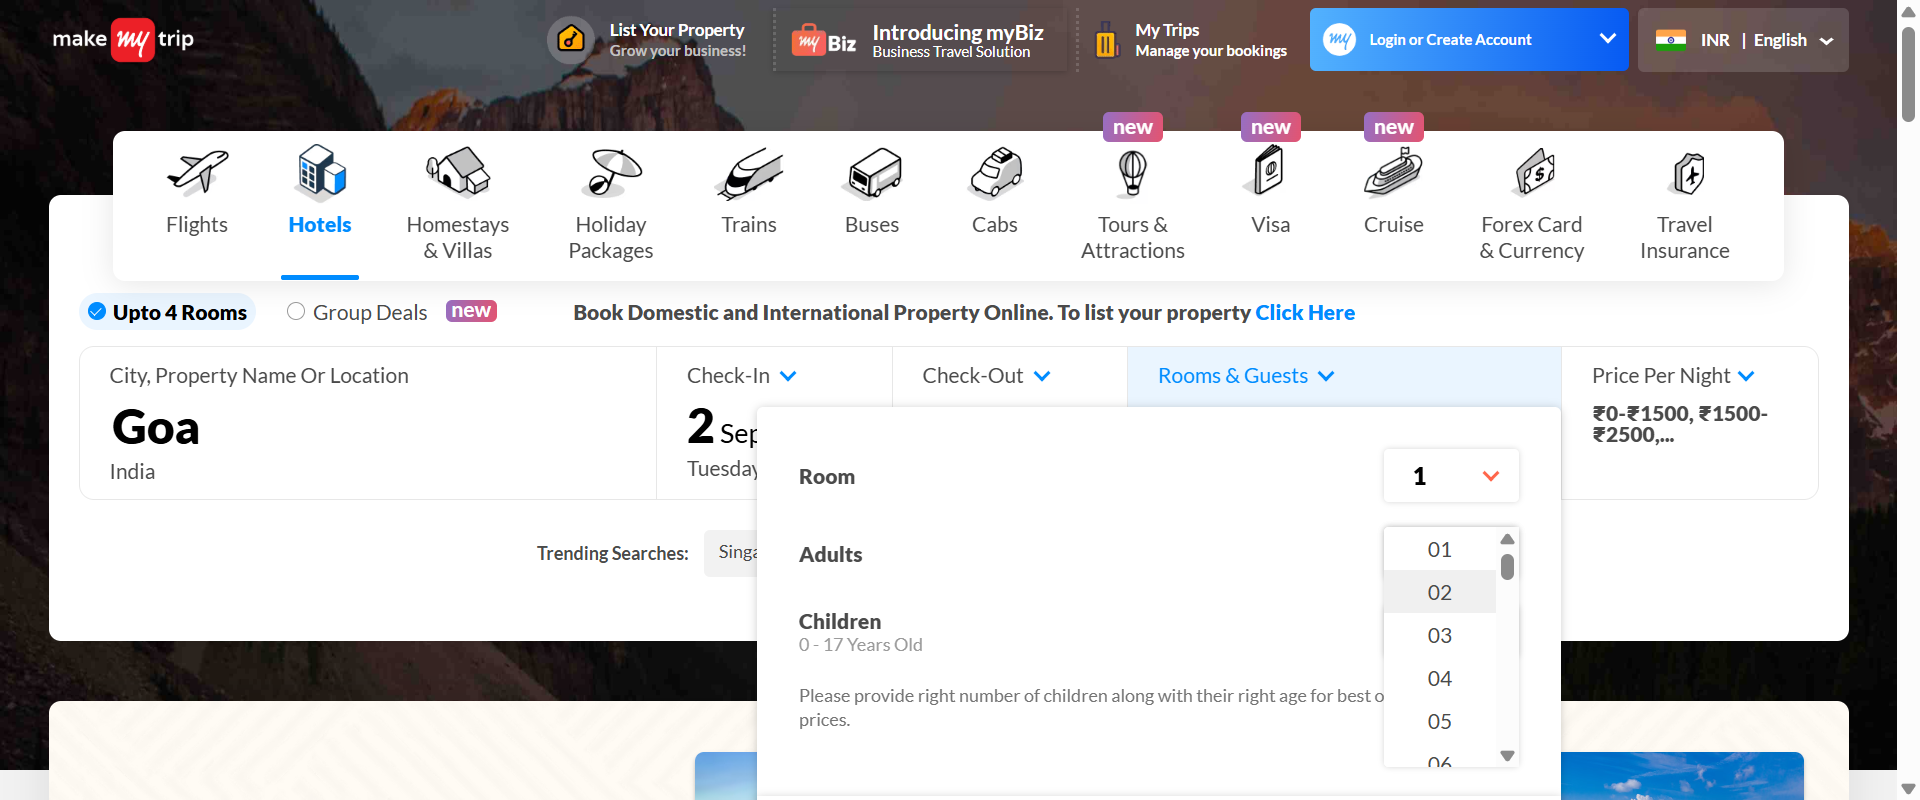 make my trip
List Your Property
Grow your business!
my Biz
Introducing myBiz
Business Travel Solution
My Trips
Manage your bookings
my
Login or Create Account
INR | English
new
new
new
Flights
Hotels
Homestays
& Villas
Holiday
Packages
Trains
Buses
Cabs
Tours &
Attractions
Visa
Cruise
Forex Card
& Currency
Travel
Insurance
Upto 4 Rooms
Group Deals
new
Book Domestic and International Property Online. To list your property Click Here
City, Property Name Or Location
Goa
India
Check-In
2 Sep
Tuesday
Check-Out
Rooms & Guests
Price Per Night
₹0-₹1500, ₹1500-
₹2500,...
Trending Searches:
Singa
Room
1
Adults
01
02
03
04
05
06
Children
0 - 17 Years Old
Please provide right number of children along with their right age for best o
prices.